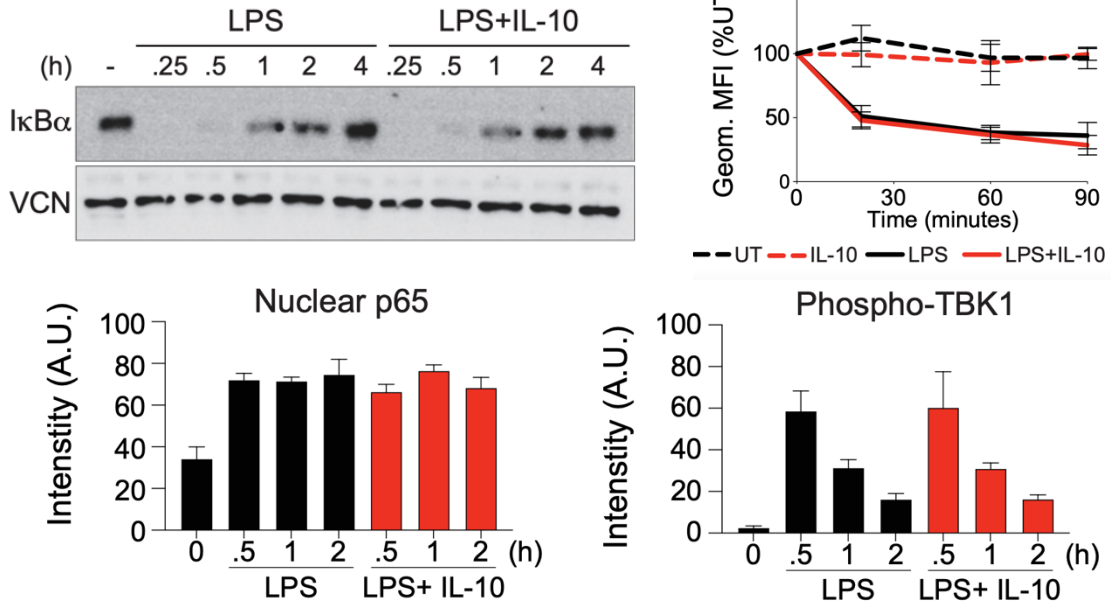 LPS LPS+IL-10
(h) - .25 .5 1 2 4 .25 .5 1 2 4
IκBα
VCN
Geom. MFI (%UT
100
50
0
0 30 60 90
Time (minutes)
UT IL-10 LPS LPS+IL-10
Nuclear p65
Intenstity (A.U.)
100
80
60
40
20
0
0 .5 1 2 .5 1 2 (h)
LPS LPS+ IL-10
Phospho-TBK1
Intenstity (A.U.)
100
80
60
40
20
0
0 .5 1 2 .5 1 2 (h)
LPS LPS+ IL-10